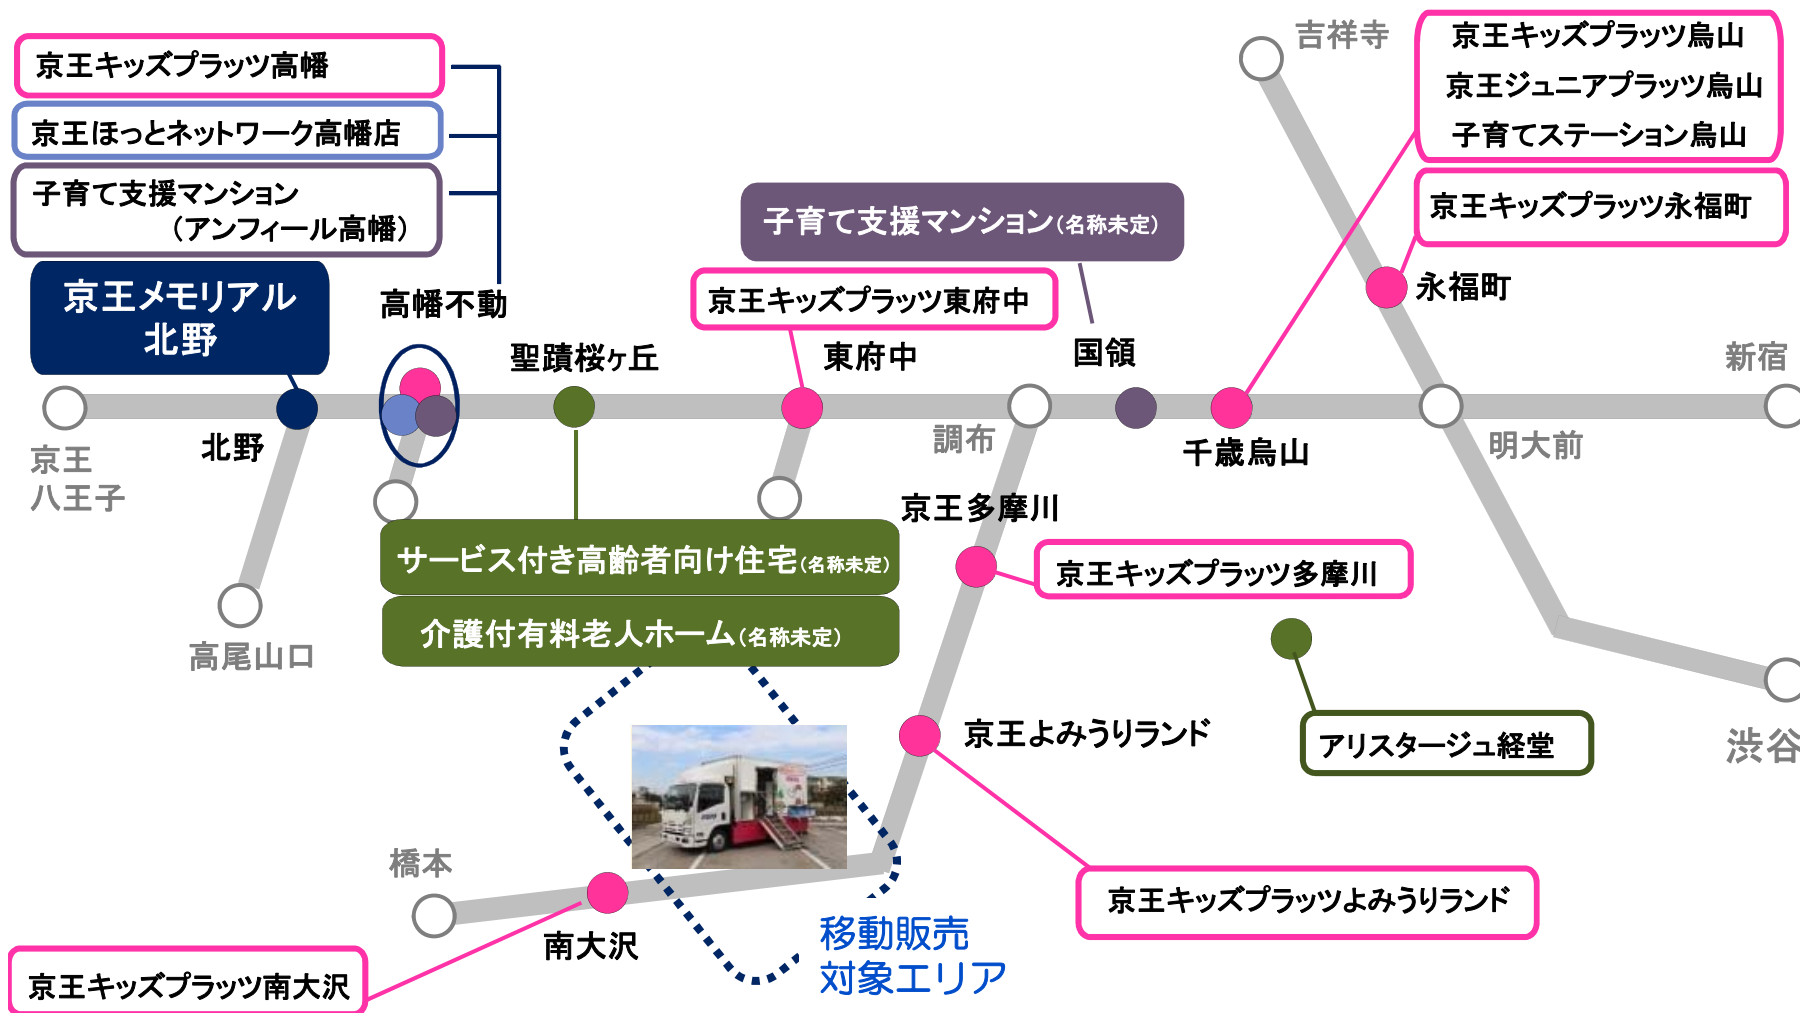 京王キッズプラッツ高幡
京王ほっとネットワーク高幡店
子育て支援マンション
（アンフィール高幡）
京王メモリアル
北野
高幡不動
聖蹟桜ヶ丘
北野
京王
八王子
高尾山口
サービス付き高齢者向け住宅（名称未定）
介護付有料老人ホーム（名称未定）
子育て支援マンション（名称未定）
京王キッズプラッツ東府中
東府中
国領
調布
千歳烏山
吉祥寺
京王キッズプラッツ烏山
京王ジュニアプラッツ烏山
子育てステーション烏山
京王キッズプラッツ永福町
永福町
新宿
明大前
京王多摩川
京王キッズプラッツ多摩川
京王よみうりランド
アリスタージュ経堂
渋谷
橋本
南大沢
京王キッズプラッツよみうりランド
京王キッズプラッツ南大沢
移動販売
対象エリア